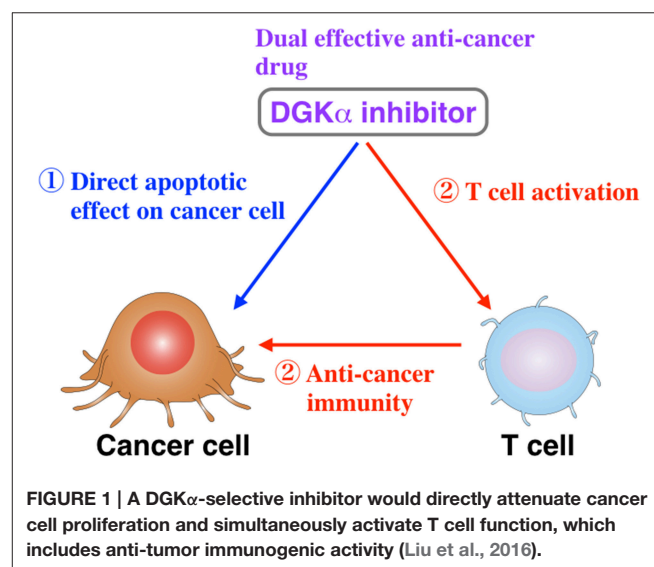 Dual effective anti-cancer
drug
DGKα inhibitor
① Direct apoptotic
effect on cancer cell
② T cell activation
② Anti-cancer
immunity
Cancer cell
T cell
FIGURE 1 | A DGKα-selective inhibitor would directly attenuate cancer
cell proliferation and simultaneously activate T cell function, which
includes anti-tumor immunogenic activity (Liu et al., 2016).